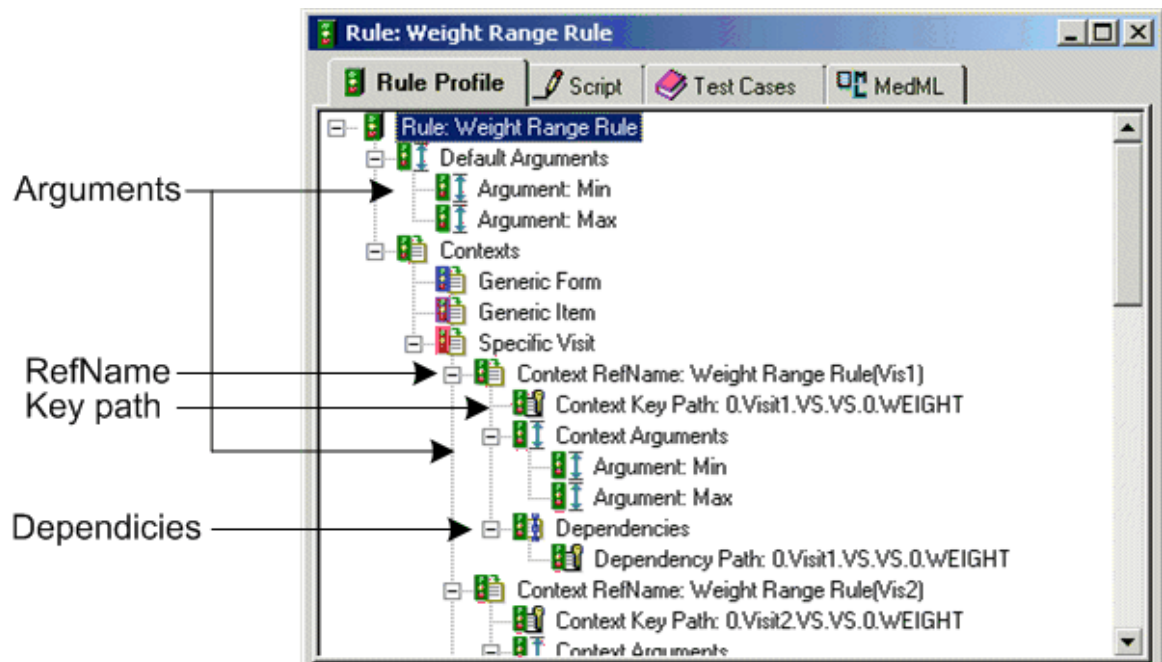 Rule: Weight Range Rule
Rule Profile
Script
Test Cases
MedML
Rule: Weight Range Rule
Default Arguments
Arguments
Argument: Min
Argument: Max
Contexts
Generic Form
Generic Item
Specific Visit
RefName
Context RefName: Weight Range Rule(Vis1)
Key path
Context Key Path: 0.Visit1.VS.VS.0.WEIGHT
Context Arguments
Argument: Min
Argument: Max
Dependicies
Dependencies
Dependency Path: 0.Visit1.VS.VS.0.WEIGHT
Context RefName: Weight Range Rule(Vis2)
Context Key Path: 0.Visit2.VS.VS.0.WEIGHT
Context Arguments